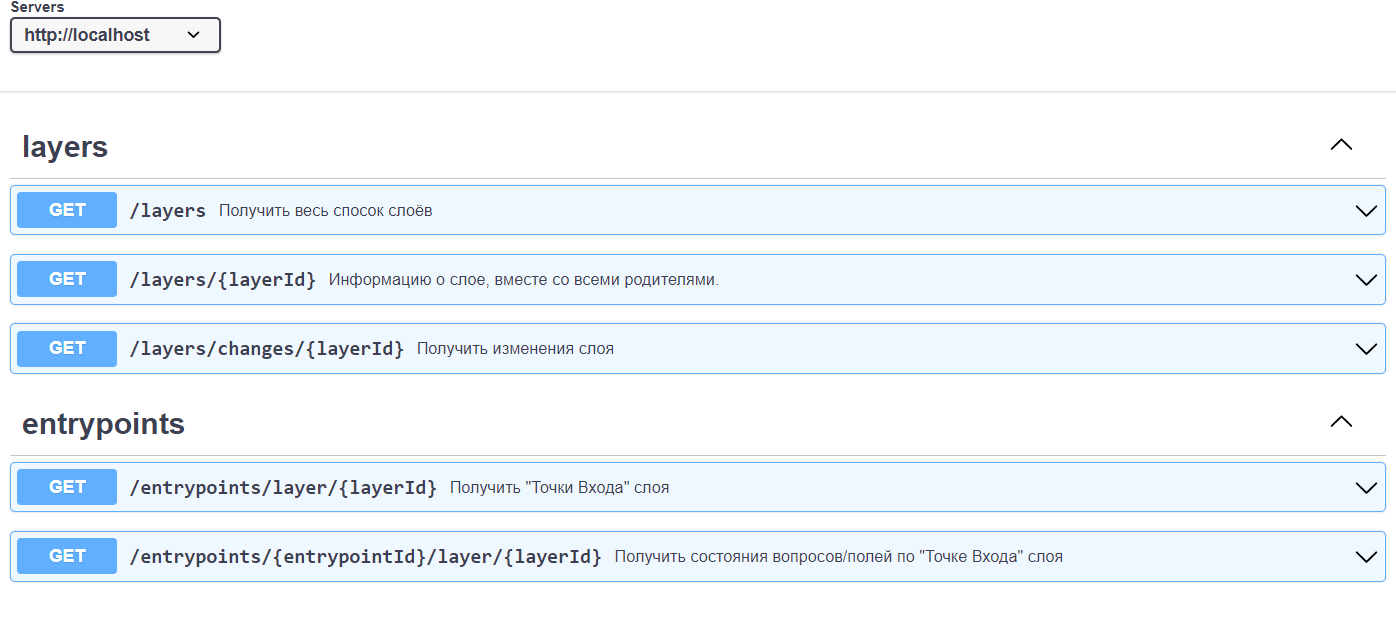 Servers
http://localhost
layers
GET /layers Получить весь спосок слоёв
GET /layers/{layerId} Информацию о слое, вместе со всеми родителями.
GET /layers/changes/{layerId} Получить изменения слоя
entrypoints
GET /entrypoints/layer/{layerId} Получить "Точки Входа" слоя
GET /entrypoints/{entrypointId}/layer/{layerId} Получить состояния вопросов/полей по "Точке Входа" слоя